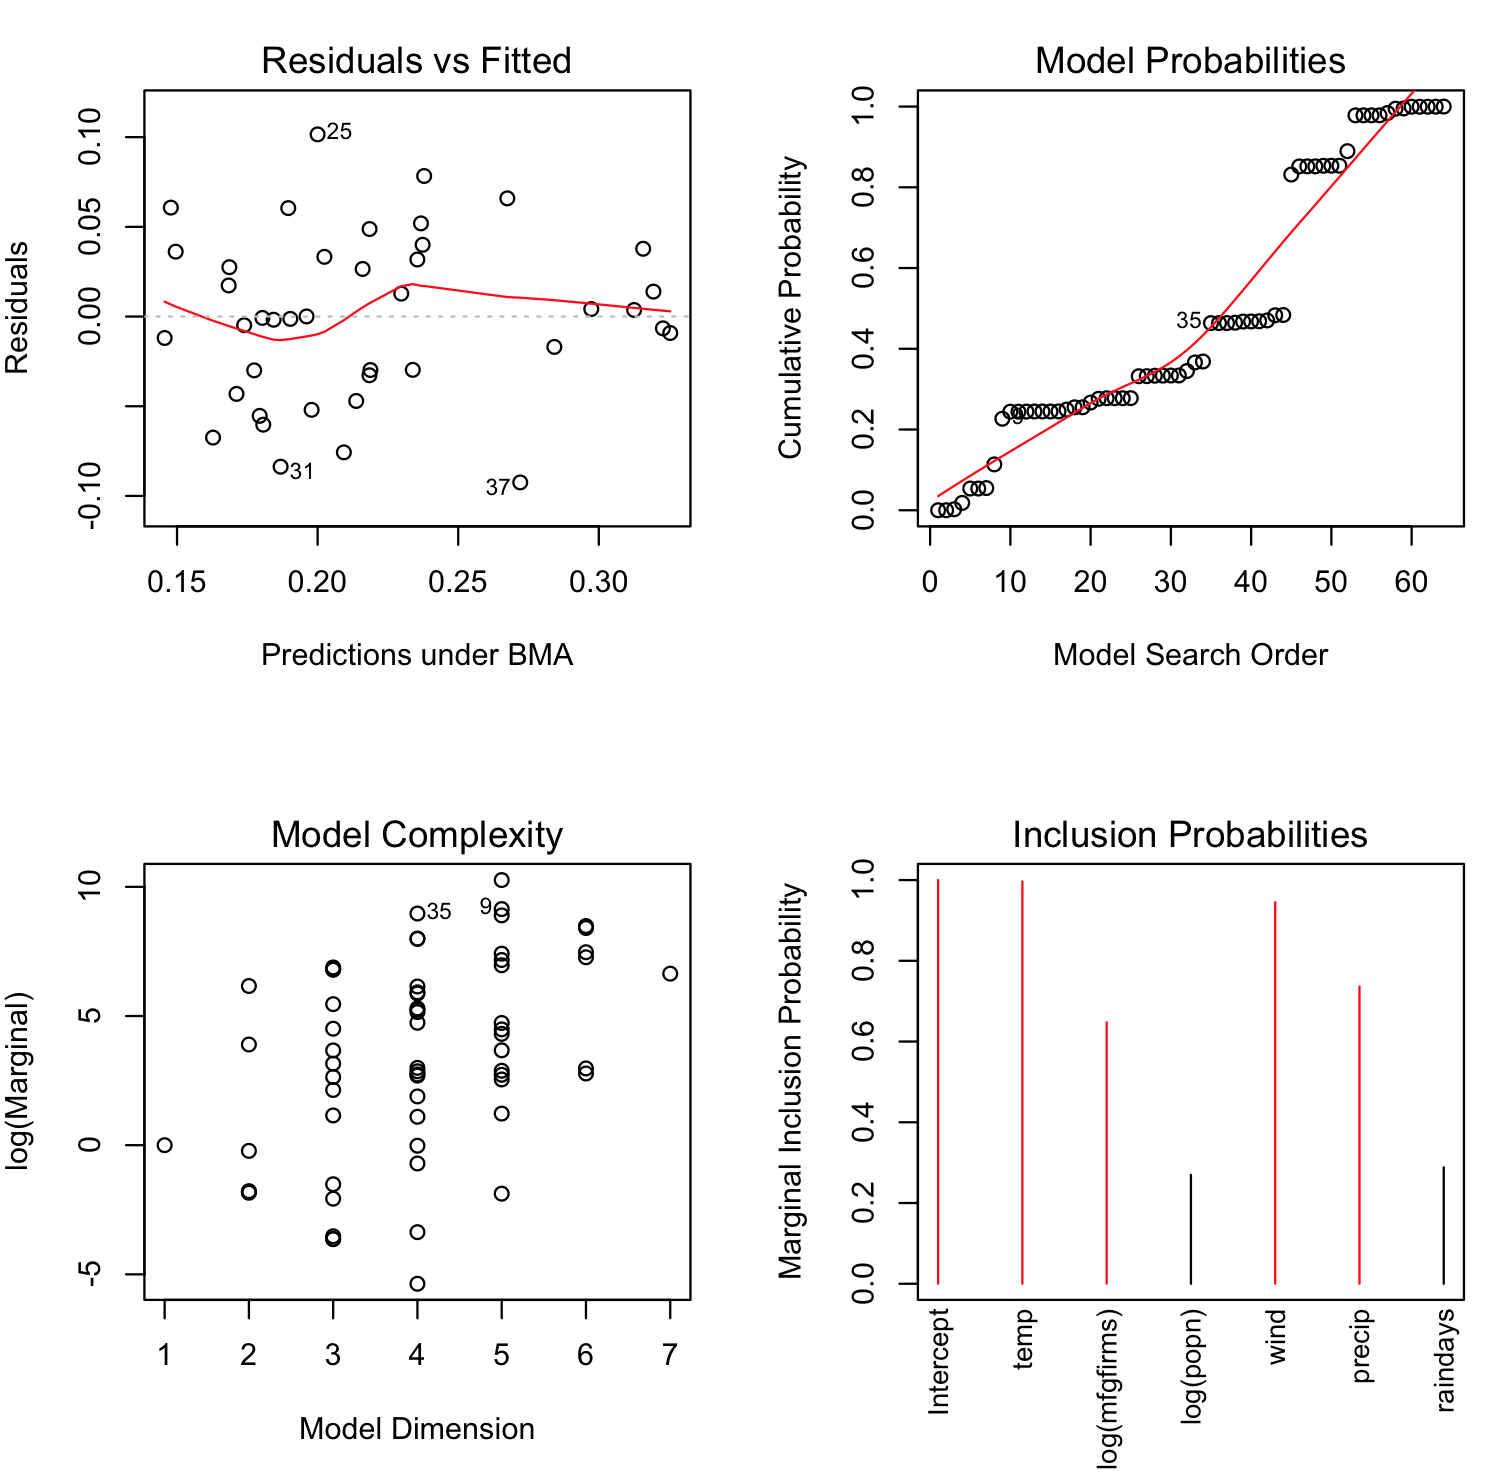 Residuals vs Fitted
Residuals
0.10
0.05
0.00
-0.10
25
31
37
0.15 0.20 0.25 0.30
Predictions under BMA
Model Probabilities
Cumulative Probability
1.0
0.8
0.6
0.4
0.2
0.0
35
0 10 20 30 40 50 60
Model Search Order
Model Complexity
log(Marginal)
10
5
0
-5
35
9
1 2 3 4 5 6 7
Model Dimension
Inclusion Probabilities
Marginal Inclusion Probability
1.0
0.8
0.6
0.4
0.2
0.0
Intercept
temp
log(mfgfirms)
log(popn)
wind
precip
raindays